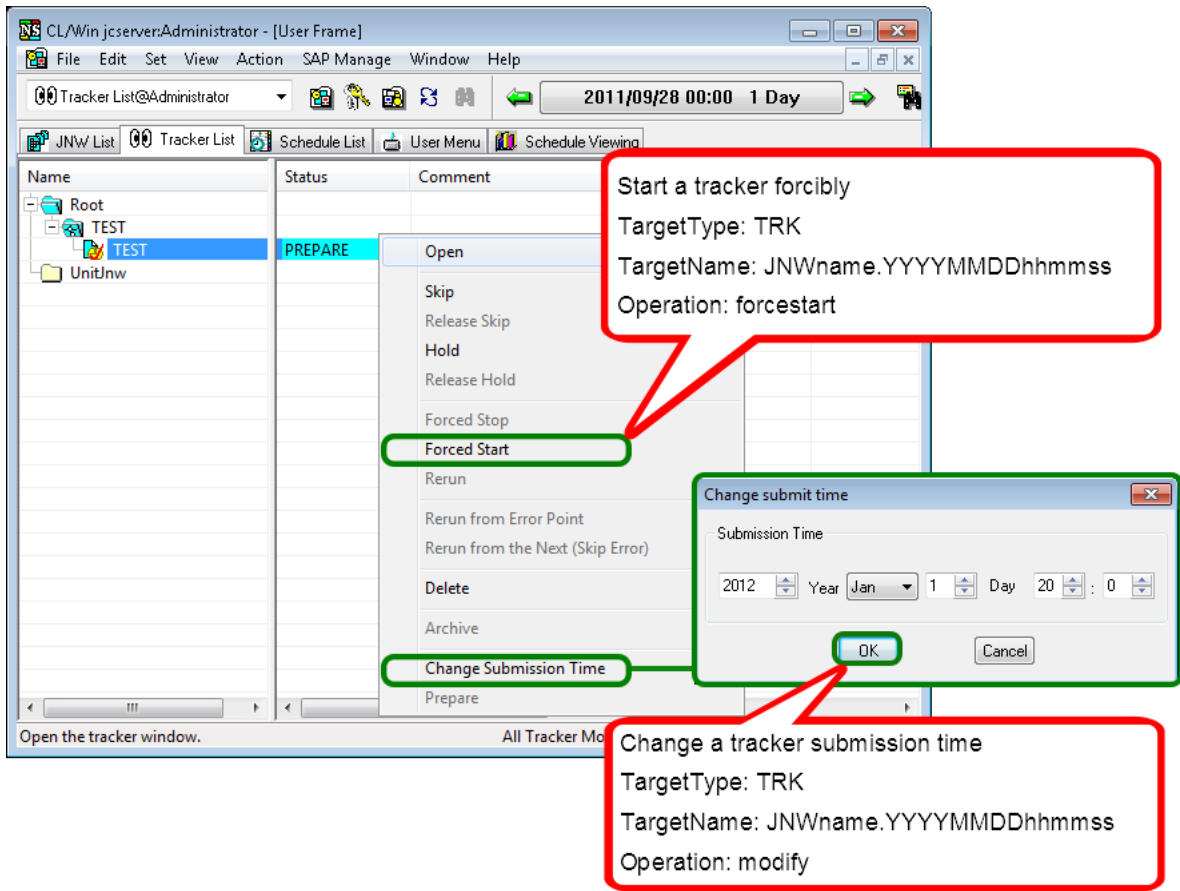 CL/Win jcserver:Administrator - [User Frame]
File Edit Set View Action SAP Manage Window Help
Tracker List@Administrator 2011/09/28 00:00 1 Day
JNW List Tracker List Schedule List User Menu Schedule Viewing
Name Status Comment
Root
TEST
TEST PREPARE
UnitJnw
Open
Skip
Release Skip
Hold
Release Hold
Forced Stop
Forced Start
Rerun
Rerun from Error Point
Rerun from the Next (Skip Error)
Delete
Archive
Change Submission Time
Prepare
Start a tracker forcibly
TargetType: TRK
TargetName: JNWname.YYYYMMDDhhmmss
Operation: forcestart
Change submit time
Submission Time
2012 Year Jan 1 Day 20 : 0
OK Cancel
Open the tracker window. All Tracker Mo
Change a tracker submission time
TargetType: TRK
TargetName: JNWname.YYYYMMDDhhmmss
Operation: modify